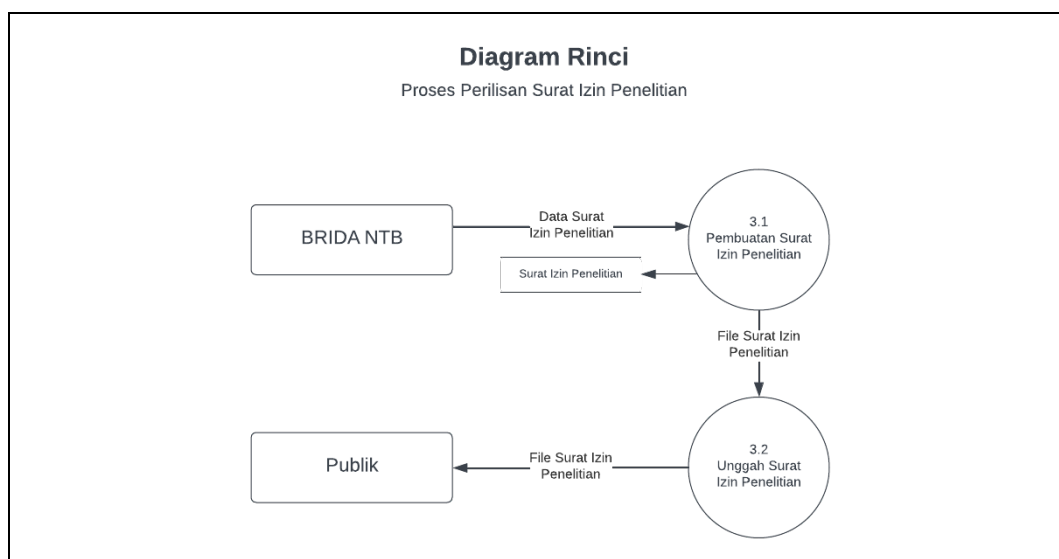 Diagram Rinci
Proses Perilisan Surat Izin Penelitian
BRIDA NTB
Data Surat
Izin Penelitian
3.1
Pembuatan Surat
Izin Penelitian
Surat Izin Penelitian
File Surat Izin
Penelitian
Publik
File Surat Izin
Penelitian
3.2
Unggah Surat
Izin Penelitian